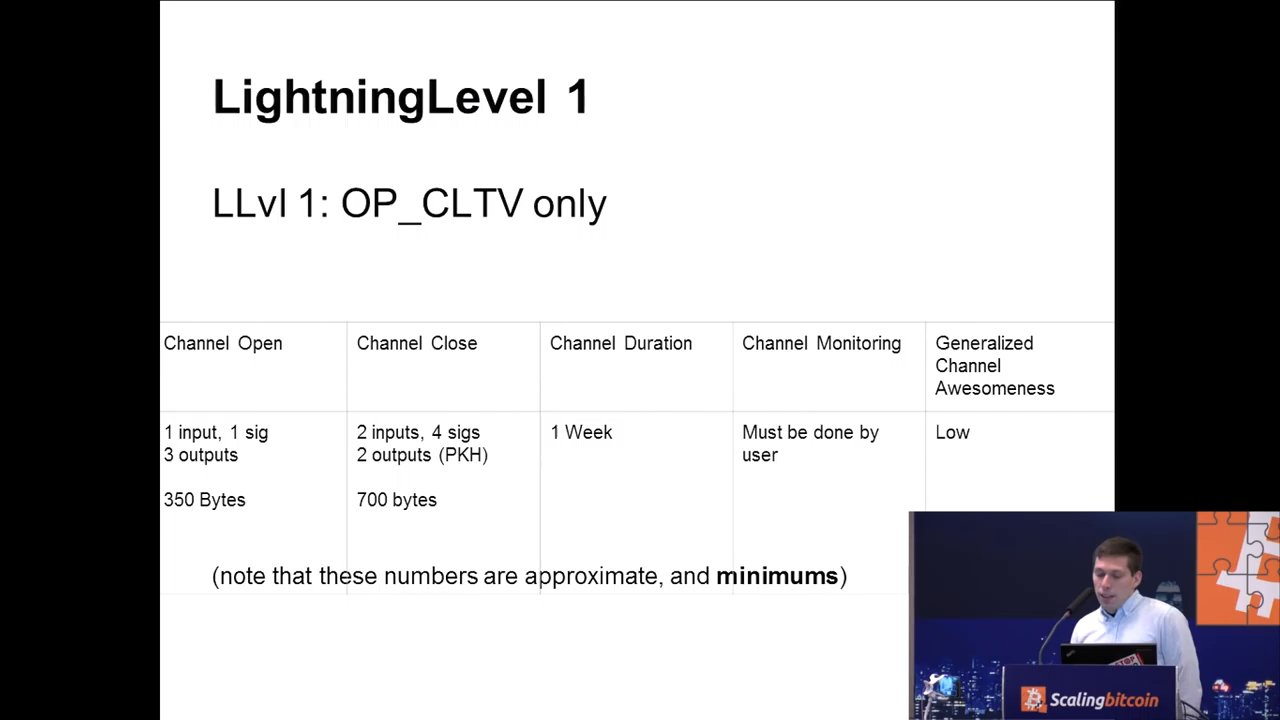 LightningLevel 1
LLvl 1: OP_CLTV only
Channel Open
Channel Close
Channel Duration
Channel Monitoring
Generalized
Channel
Awesomeness
1 input, 1 sig
3 outputs
350 Bytes
2 inputs, 4 sigs
2 outputs (PKH)
700 bytes
1 Week
Must be done by
user
Low
(note that these numbers are approximate, and minimums)
Scalingbitcoin